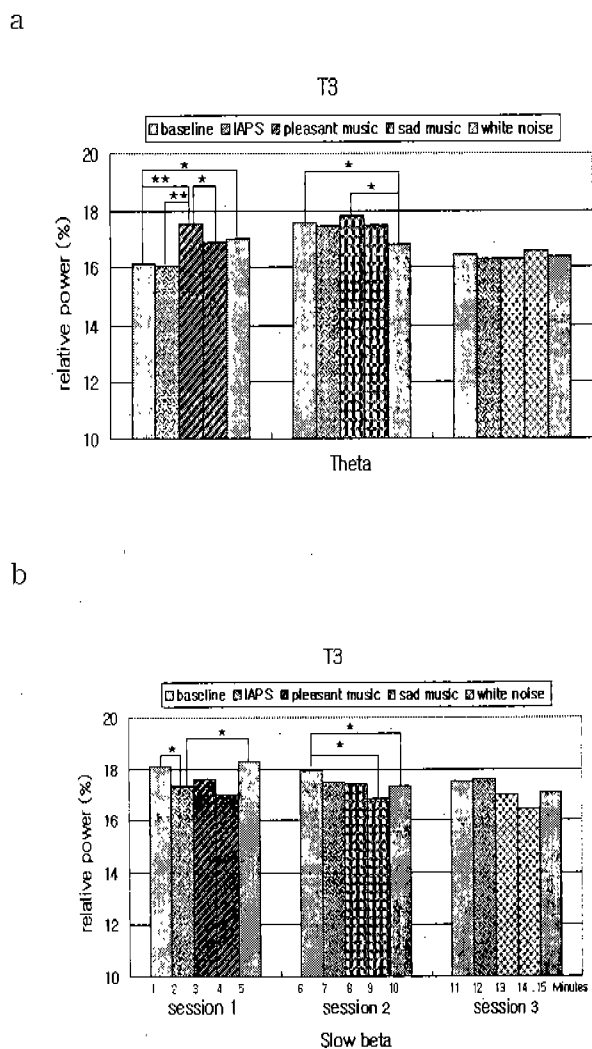 a
T3
baseline IAPS pleasant music sad music white noise
relative power (%)
20
18
16
14
12
10
★
★★ ★
★★
★
★
Theta
b
T3
baseline IAPS pleasant music sad music white noise
relative power (%)
20
18
16
14
12
10
★
★
★
★
1 2 3 4 5 6 7 8 9 10 11 12 13 14 15 Minutes
session 1 session 2 session 3
Slow beta